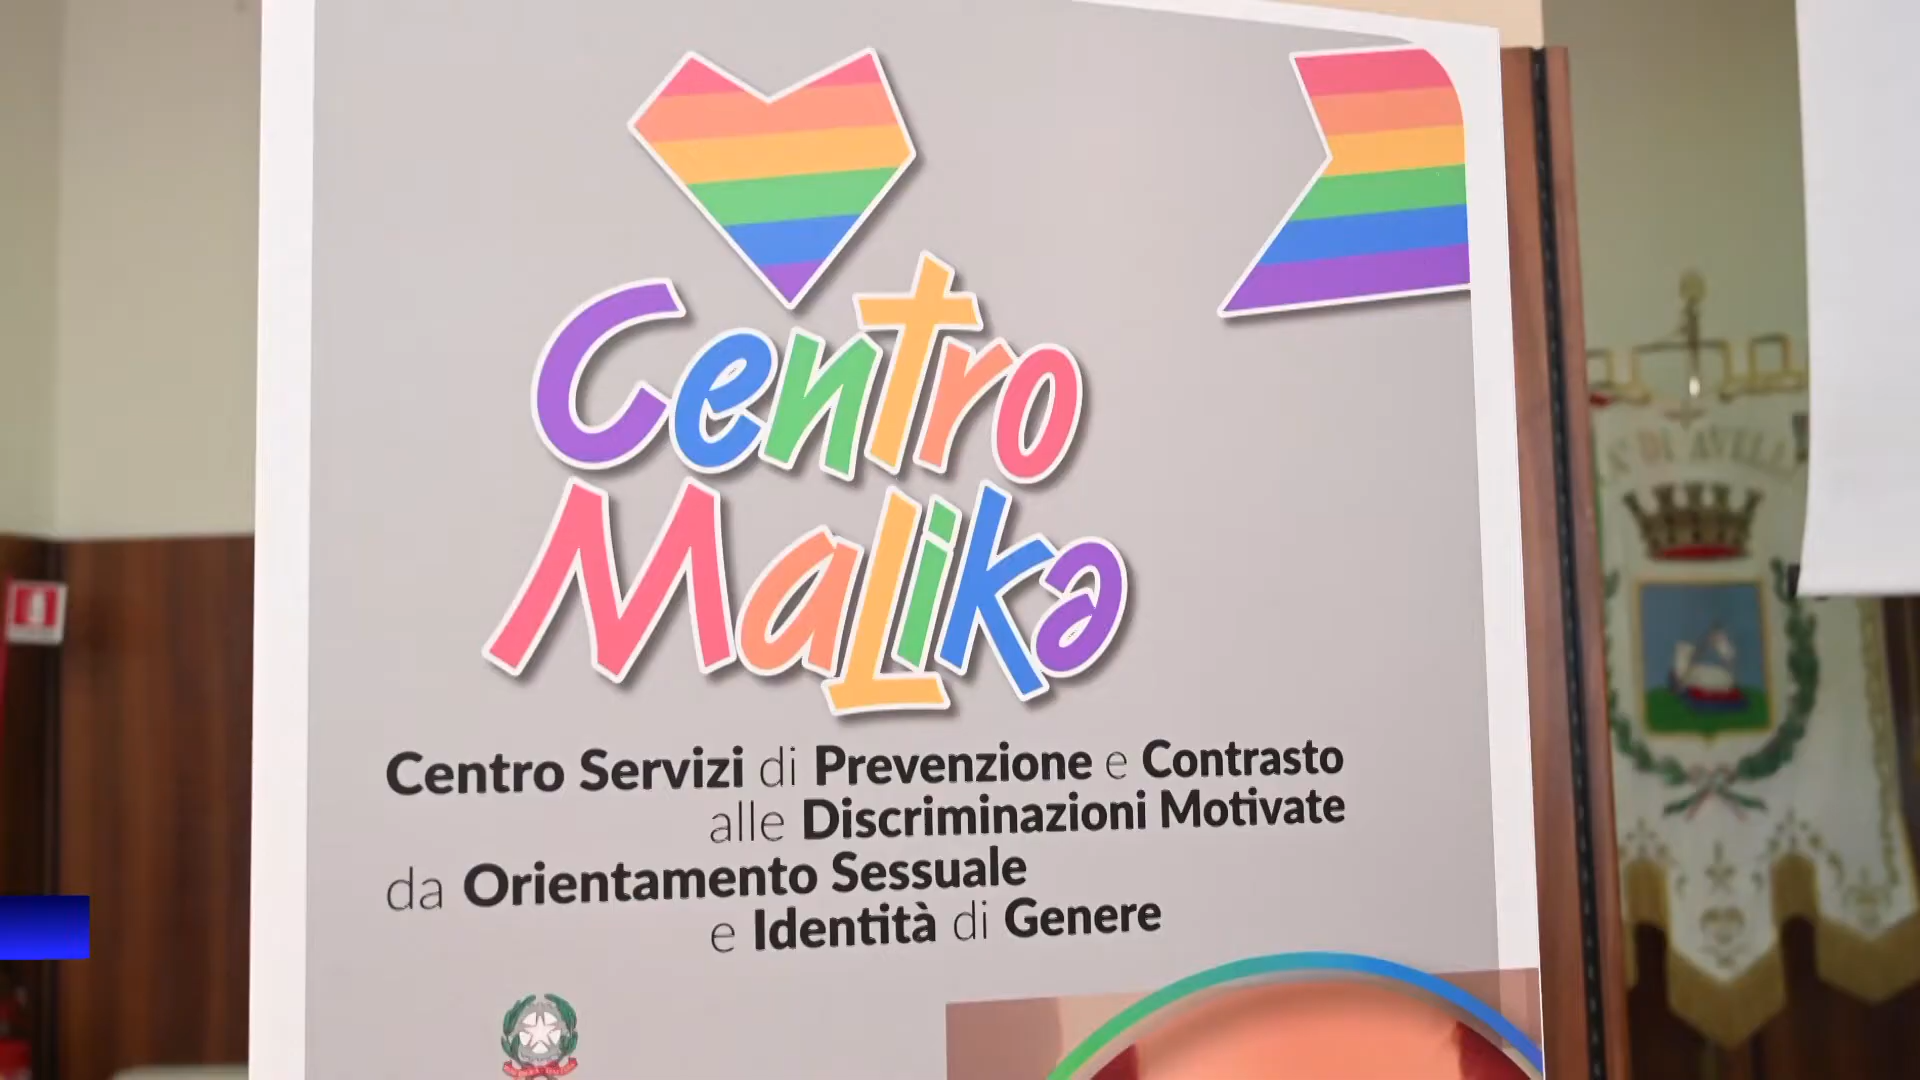 Centro
MaLika
Centro Servizi di Prevenzione e Contrasto
alle Discriminazioni Motivate
da Orientamento Sessuale
e Identità di Genere